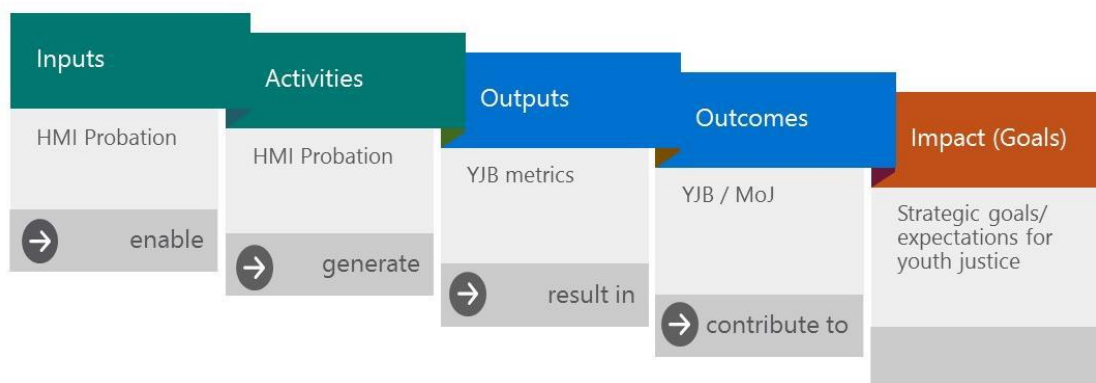 Inputs
HMI Probation
enable
Activities
HMI Probation
generate
Outputs
YJB metrics
result in
Outcomes
YJB / MoJ
contribute to
Impact (Goals)
Strategic goals/
expectations for
youth justice